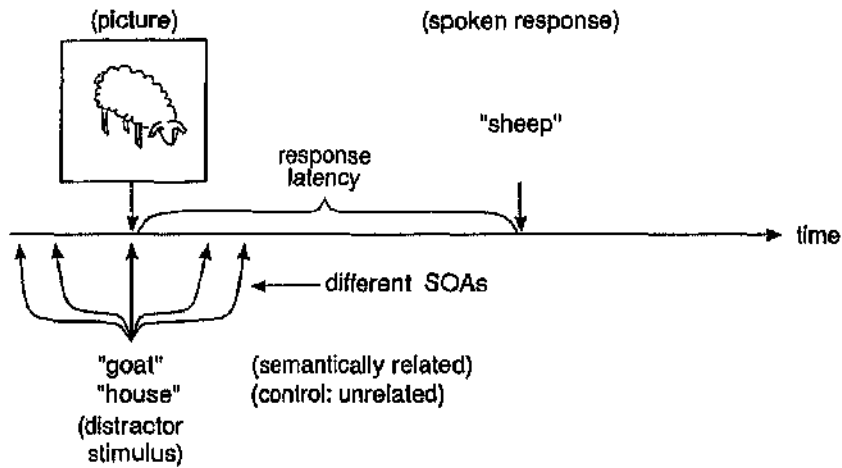 (picture)
(spoken response)
"sheep"
response
latency
time
different SOAs
"goat" (semantically related)
"house" (control: unrelated)
(distractor
stimulus)